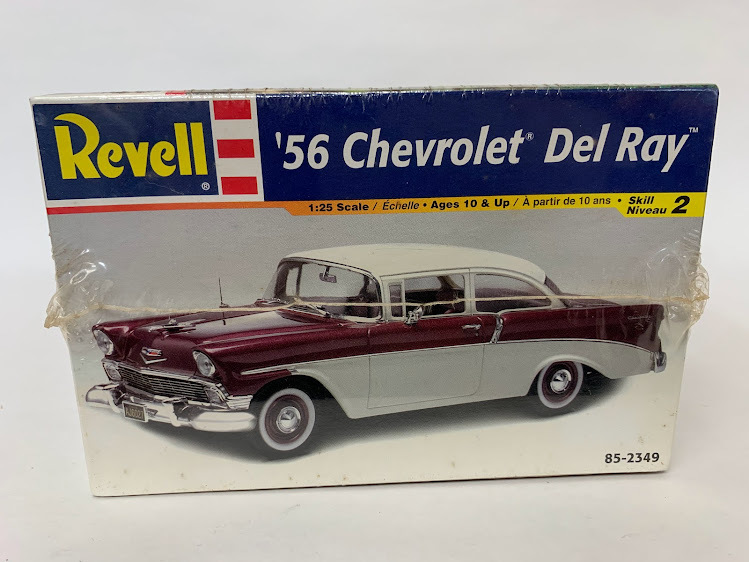 Revell®
'56 Chevrolet® Del Ray™
1:25 Scale / Échelle • Ages 10 & Up / À partir de 10 ans • Skill Niveau 2
85-2349